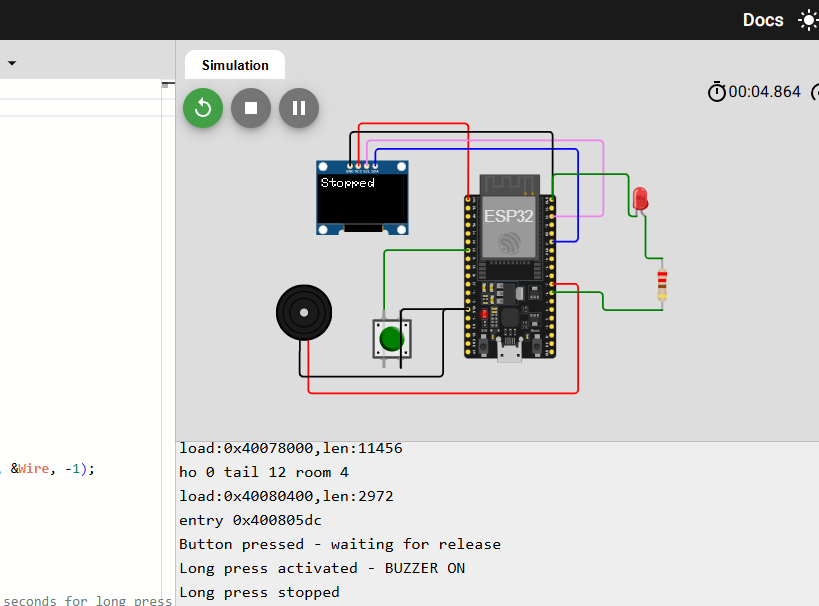 Docs
Simulation
00:04.864
Stopped
ESP32
, &Wire, -1);
seconds for long press
load:0x40078000,len:11456
ho 0 tail 12 room 4
load:0x40080400,len:2972
entry 0x400805dc
Button pressed - waiting for release
Long press activated - BUZZER ON
Long press stopped